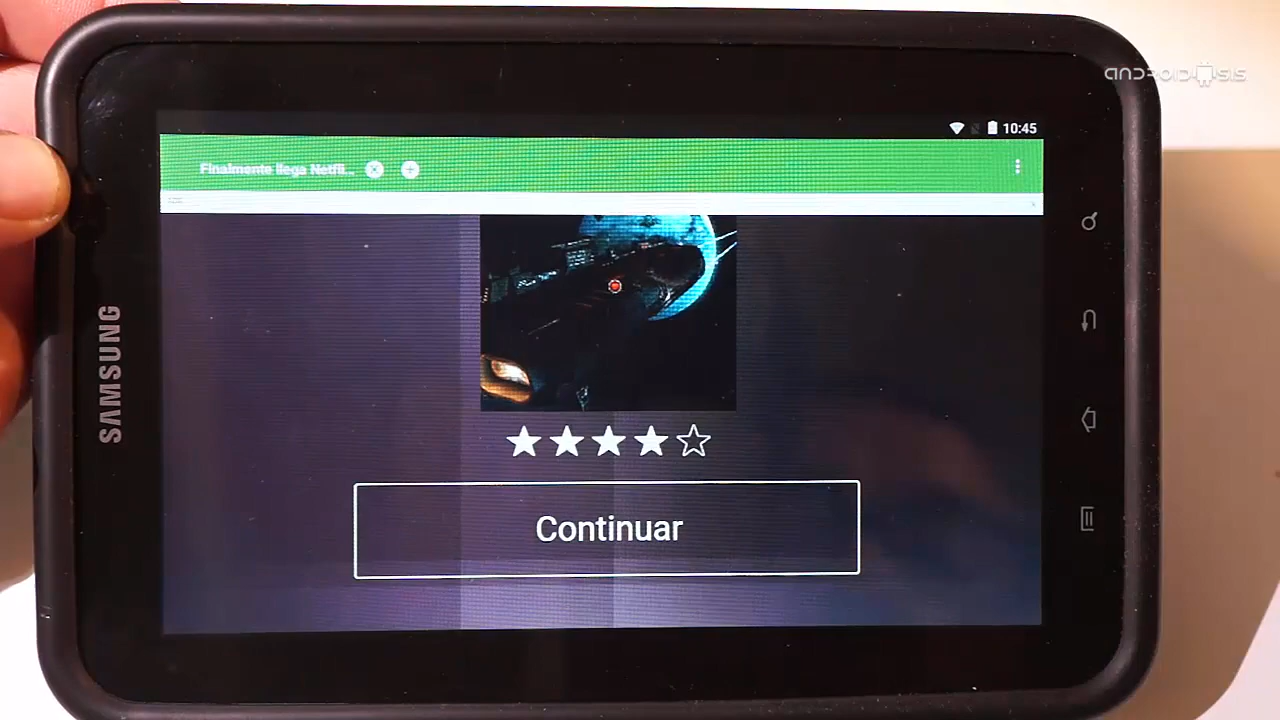 ANDROIDSIS
10:45
Finalmente llega Netfli...
SAMSUNG
Continuar